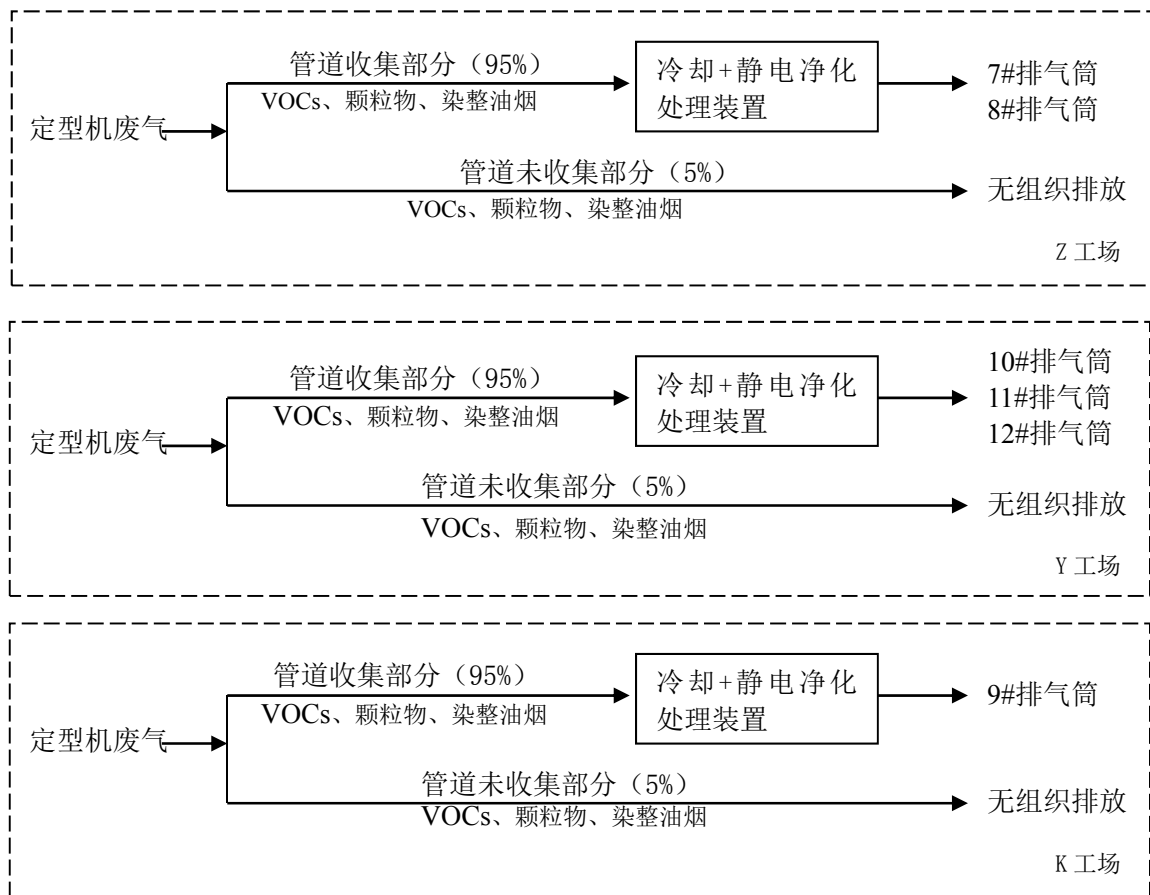 管道收集部分（95%）
VOCs、颗粒物、染整油烟
定型机废气
冷却+静电净化
处理装置
7#排气筒
8#排气筒
管道未收集部分（5%）
VOCs、颗粒物、染整油烟
无组织排放
Z 工场
管道收集部分（95%）
VOCs、颗粒物、染整油烟
定型机废气
冷却+静电净化
处理装置
10#排气筒
11#排气筒
12#排气筒
管道未收集部分（5%）
VOCs、颗粒物、染整油烟
无组织排放
Y 工场
管道收集部分（95%）
VOCs、颗粒物、染整油烟
定型机废气
冷却+静电净化
处理装置
9#排气筒
管道未收集部分（5%）
VOCs、颗粒物、染整油烟
无组织排放
K 工场